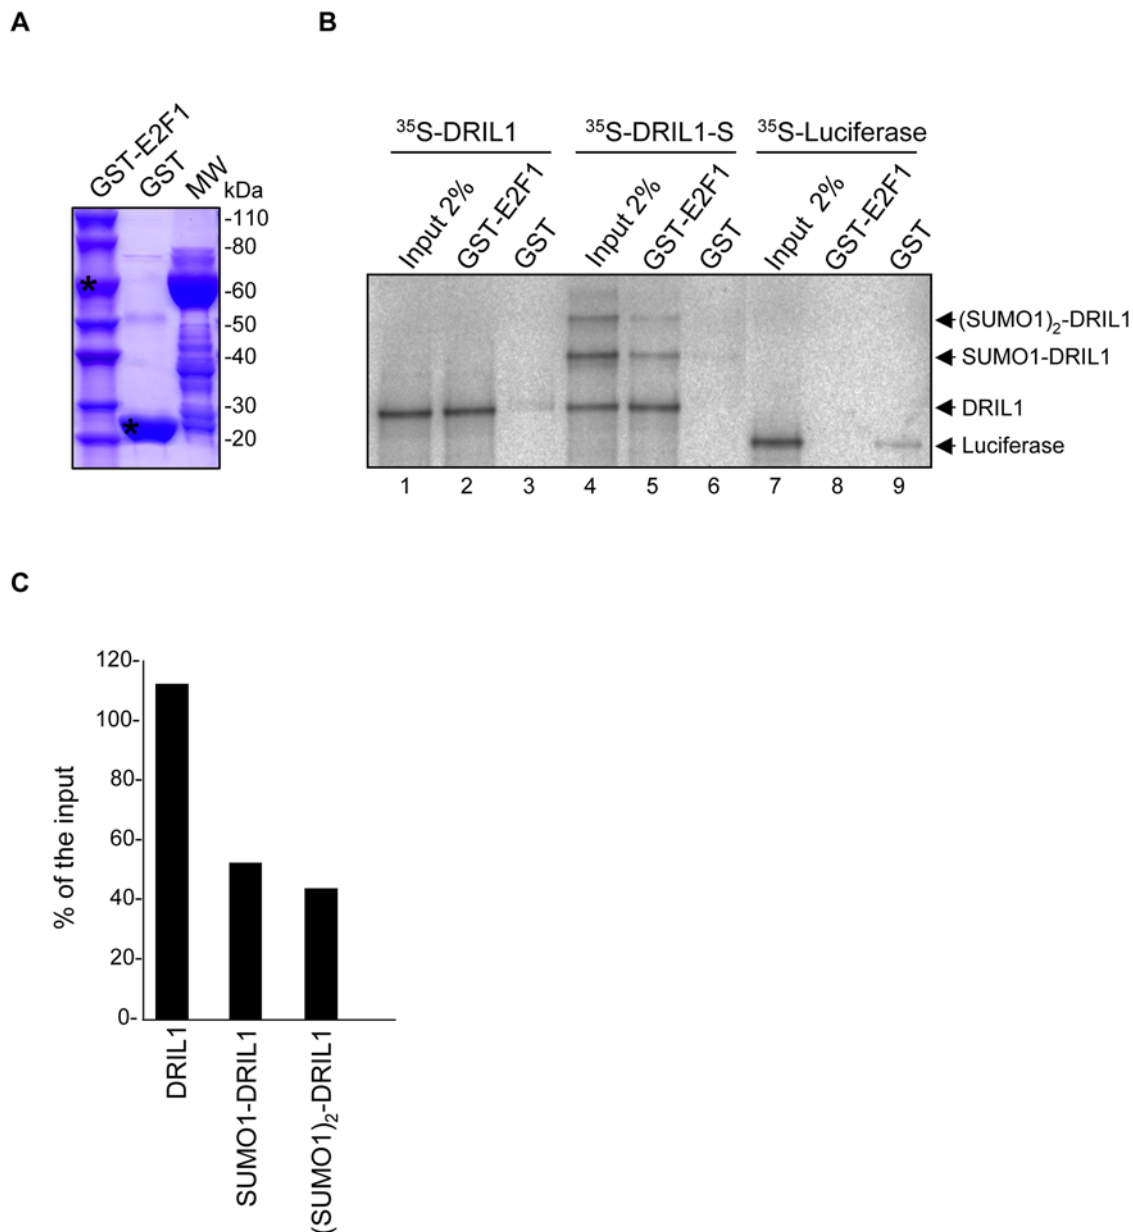 A
GST-E2F1
GST
MW
kDa
-110
-80
-60
-50
-40
-30
-20
*
*
B
³⁵S-DRIL1
³⁵S-DRIL1-S
³⁵S-Luciferase
Input 2%
GST-E2F1
GST
Input 2%
GST-E2F1
GST
Input 2%
GST-E2F1
GST
(SUMO1)₂-DRIL1
SUMO1-DRIL1
DRIL1
Luciferase
1 2 3 4 5 6 7 8 9
C
% of the input
120-
100-
80-
60-
40-
20-
0-
DRIL1
SUMO1-DRIL1
(SUMO1)₂-DRIL1